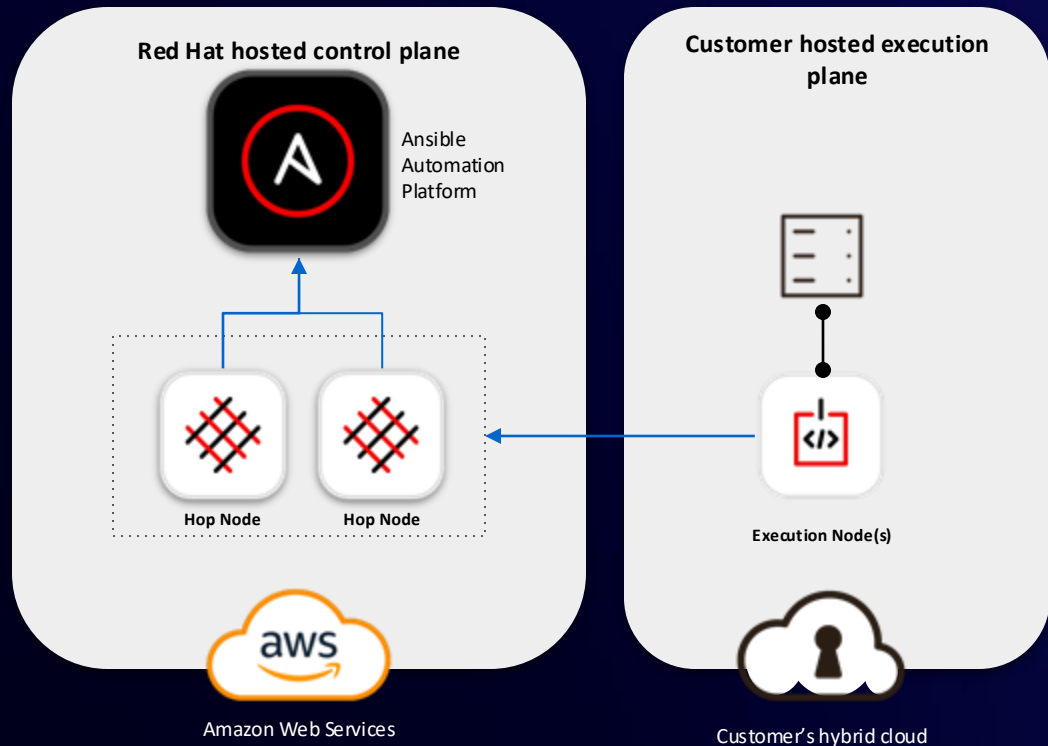 Red Hat hosted control plane
Ansible
Automation
Platform
Hop Node
Hop Node
aws
Amazon Web Services
Customer hosted execution
plane
</>
Execution Node(s)
Customer's hybrid cloud